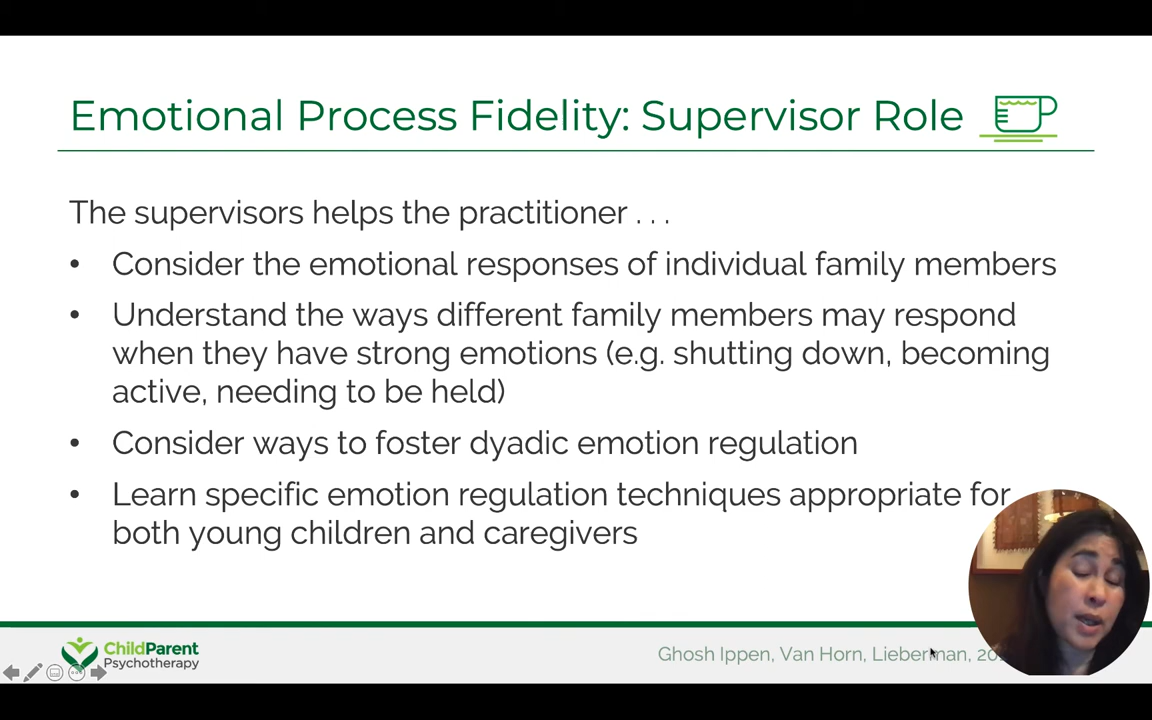 Emotional Process Fidelity: Supervisor Role
The supervisors helps the practitioner . . .
• Consider the emotional responses of individual family members
• Understand the ways different family members may respond
when they have strong emotions (e.g. shutting down, becoming
active, needing to be held)
• Consider ways to foster dyadic emotion regulation
• Learn specific emotion regulation techniques appropriate for
both young children and caregivers
ChildParent
Psychotherapy
Ghosh Ippen, Van Horn, Lieberman,